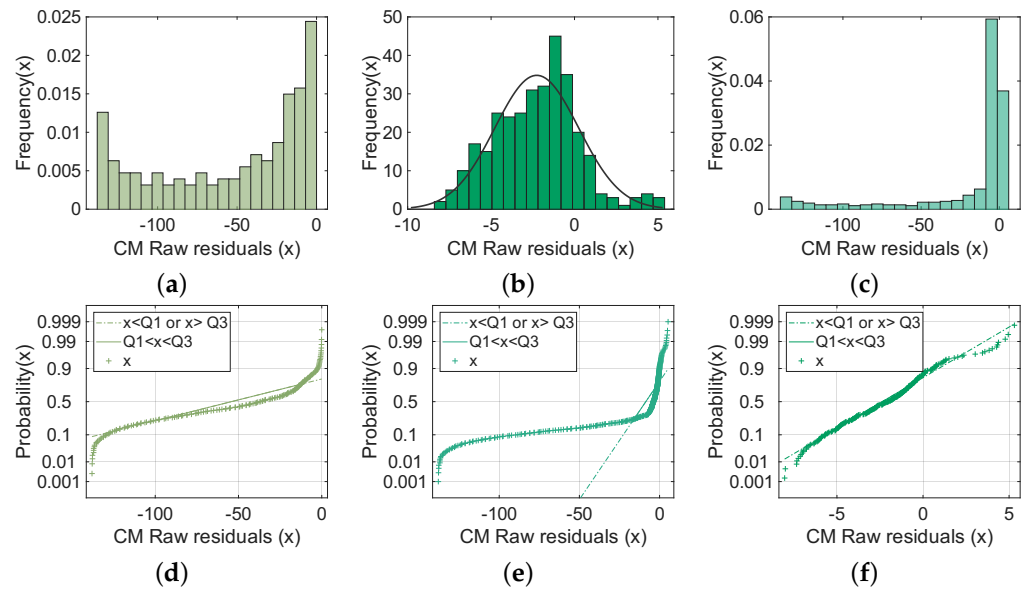 0.025
0.02
0.015
0.01
0.005
0
Frequency(x)
-100 -50 0
CM Raw residuals (x)
(a)
50
40
30
20
10
0
Frequency(x)
-10 -5 0 5
CM Raw residuals (x)
(b)
0.06
0.04
0.02
0
Frequency(x)
-100 -50 0
CM Raw residuals (x)
(c)
0.999
0.99
0.9
0.5
0.1
0.01
0.001
Probability(x)
x<Q1 or x> Q3
Q1<x<Q3
x
-100 -50 0
CM Raw residuals (x)
(d)
0.999
0.99
0.9
0.5
0.1
0.01
0.001
Probability(x)
x<Q1 or x> Q3
Q1<x<Q3
x
-100 -50 0
CM Raw residuals (x)
(e)
0.999
0.99
0.9
0.5
0.1
0.01
0.001
Probability(x)
x<Q1 or x> Q3
Q1<x<Q3
x
-5 0 5
CM Raw residuals (x)
(f)